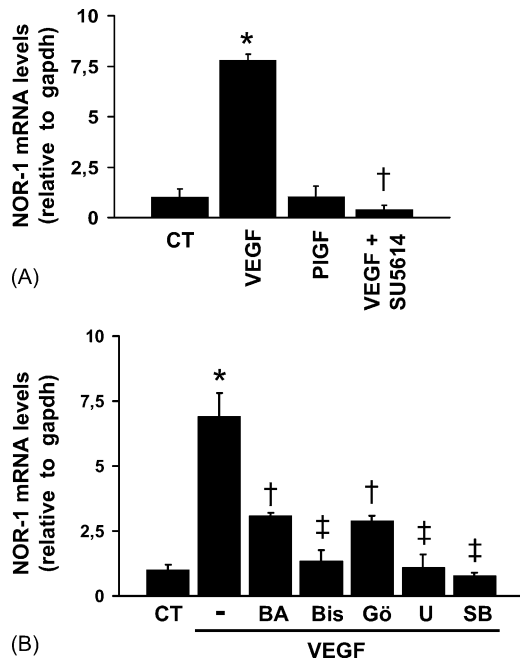 NOR-1 mRNA levels
(relative to gapdh)
10
7,5
5
2,5
0
*
†
CT
VEGF
PlGF
VEGF +
SU5614
(A)
NOR-1 mRNA levels
(relative to gapdh)
10
7,5
5
2,5
0
*
†
‡
†
‡
‡
CT
- BA Bis Gö U SB
VEGF
(B)